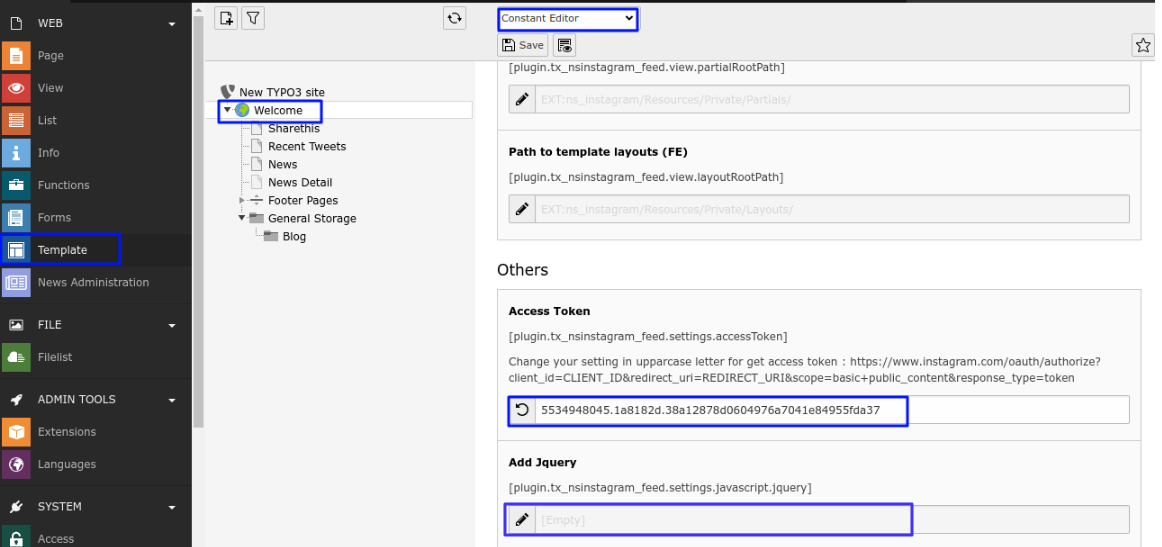 WEB
Page
View
List
Info
Functions
Forms
Template
News Administration
FILE
Filelist
ADMIN TOOLS
Extensions
Languages
SYSTEM
Access
New TYPO3 site
Welcome
Sharethis
Recent Tweets
News
News Detail
Footer Pages
General Storage
Blog
Constant Editor
Save
[plugin.tx_nsinstagram_feed.view.partialRootPath]
EXT:ns_instagram/Resources/Private/Partials/
Path to template layouts (FE)
[plugin.tx_nsinstagram_feed.view.layoutRootPath]
EXT:ns_instagram/Resources/Private/Layouts/
Others
Access Token
[plugin.tx_nsinstagram_feed.settings.accessToken]
Change your setting in upparcase letter for get access token : https://www.instagram.com/oauth/authorize?
client_id=CLIENT_ID&redirect_uri=REDIRECT_URI&scope=basic+public_content&response_type=token
5534948045.1a8182d.38a12878d0604976a7041e84955fda37
Add Jquery
[plugin.tx_nsinstagram_feed.settings.javascript.jquery]
[Empty]